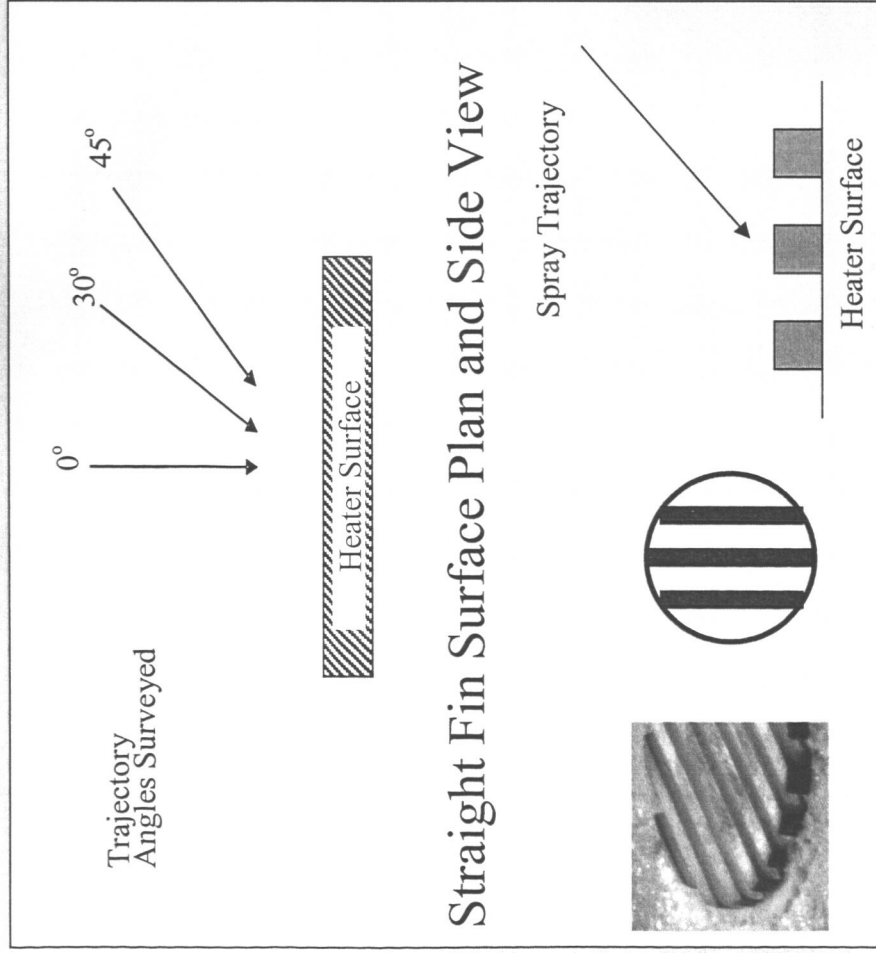 Trajectory
Angles Surveyed
0°
30°
45°
Heater Surface
Straight Fin Surface Plan and Side View
Spray Trajectory
Heater Surface